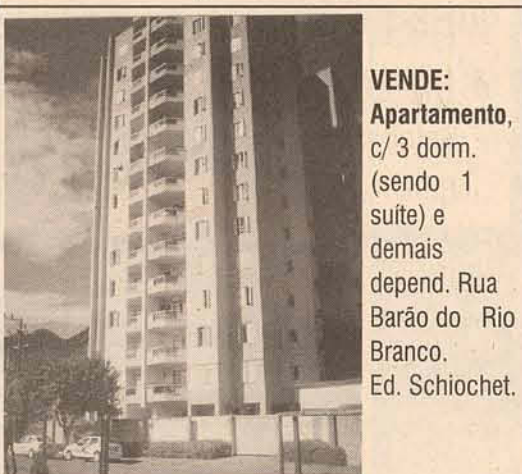 VENDE:
Apartamento,
c/ 3 dorm.
(sendo 1
suíte) e
demais
depend. Rua
Barão do Rio
Branco.
Ed. Schiochet.